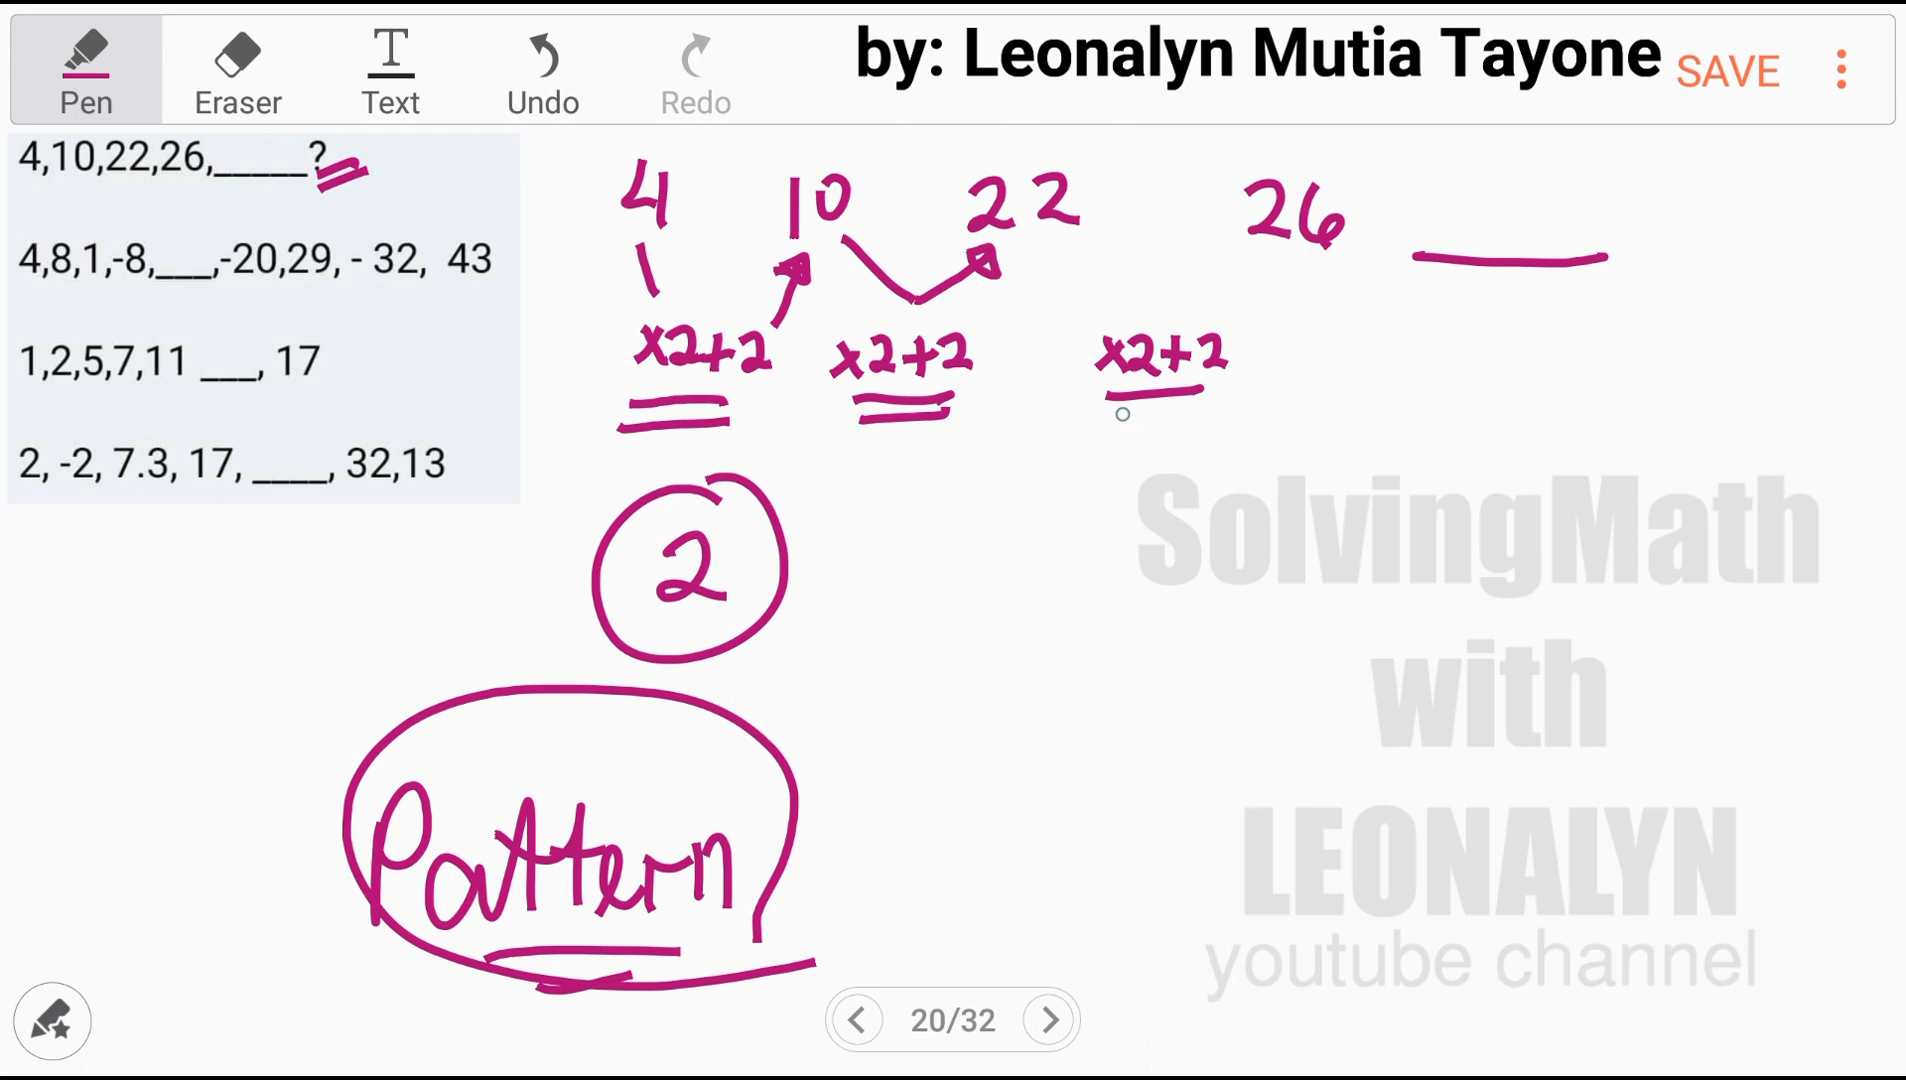 by: Leonalyn Mutia Tayone
Pen Eraser Text Undo Redo SAVE
4,10,22,26,_____?
4,8,1,-8,___,-20,29, - 32, 43
1,2,5,7,11 ___, 17
2, -2, 7.3, 17, ____, 32,13
4 10 22 26 _____
x2+2 x2+2 x2+2
2
Pattern
SolvingMath
with
LEONALYN
youtube channel
20/32